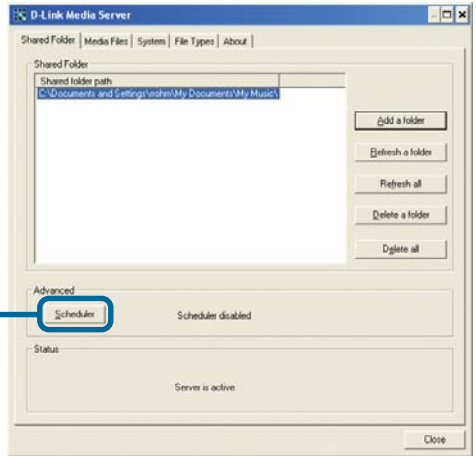 D-Link Media Server
Shared Folder Media Files System File Types About
Shared Folder
Shared folder path
C:\Documents and Settings\rrohm\My Documents\My Music\
Add a folder
Refresh a folder
Refresh all
Delete a folder
Delete all
Advanced
Scheduler Scheduler disabled
Status
Server is active
Close